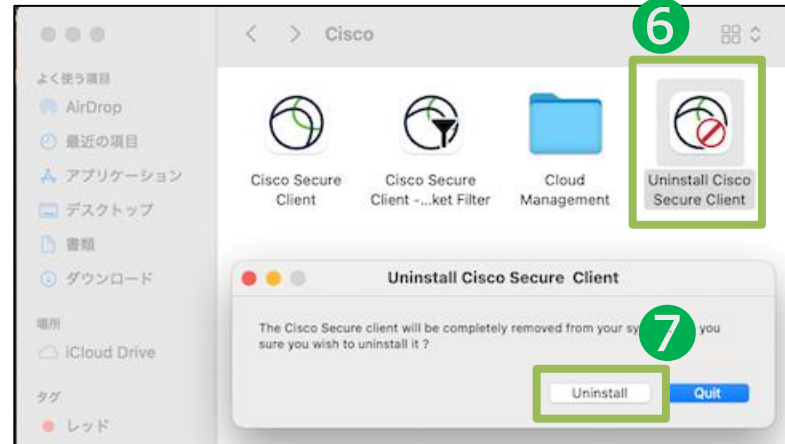 Cisco
6
よく使う項目
AirDrop
最近の項目
アプリケーション
デスクトップ
書類
ダウンロード
場所
iCloud Drive
タグ
レッド
Cisco Secure
Client
Cisco Secure
Client -...ket Filter
Cloud
Management
Uninstall Cisco
Secure Client
Uninstall Cisco Secure Client
The Cisco Secure client will be completely removed from your sy you
sure you wish to uninstall it ?
7
Uninstall
Quit